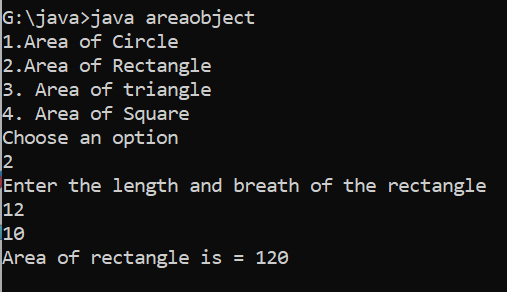 G:\java>java areaobject
1.Area of Circle
2.Area of Rectangle
3. Area of triangle
4. Area of Square
Choose an option
2
Enter the length and breath of the rectangle
12
10
Area of rectangle is = 120